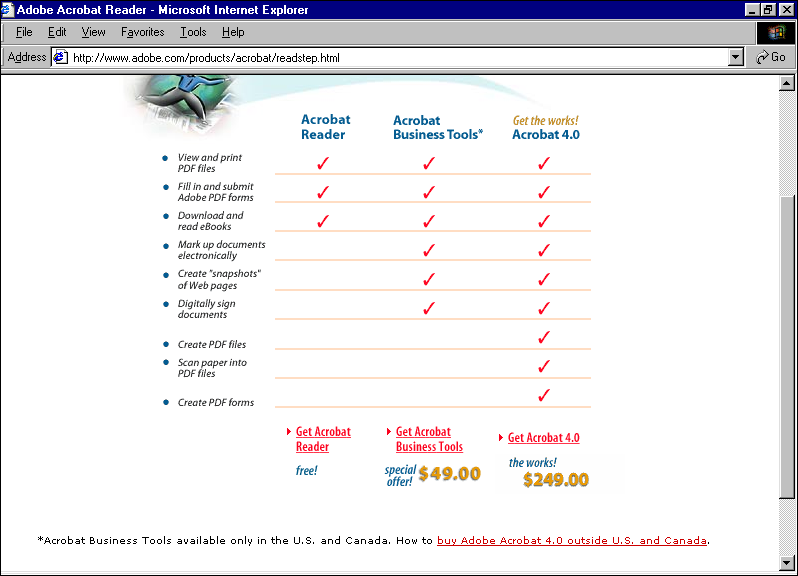 Adobe Acrobat Reader - Microsoft Internet Explorer
File Edit View Favorites Tools Help
Address http://www.adobe.com/products/acrobat/readstep.html Go
Acrobat
Reader
Acrobat
Business Tools*
Get the works!
Acrobat 4.0
View and print
PDF files
Fill in and submit
Adobe PDF forms
Download and
read eBooks
Mark up documents
electronically
Create "snapshots"
of Web pages
Digitally sign
documents
Create PDF files
Scan paper into
PDF files
Create PDF forms
Get Acrobat
Reader
free!
Get Acrobat
Business Tools
special
offer! $49.00
Get Acrobat 4.0
the works!
$249.00
*Acrobat Business Tools available only in the U.S. and Canada. How to buy Adobe Acrobat 4.0 outside U.S. and Canada.